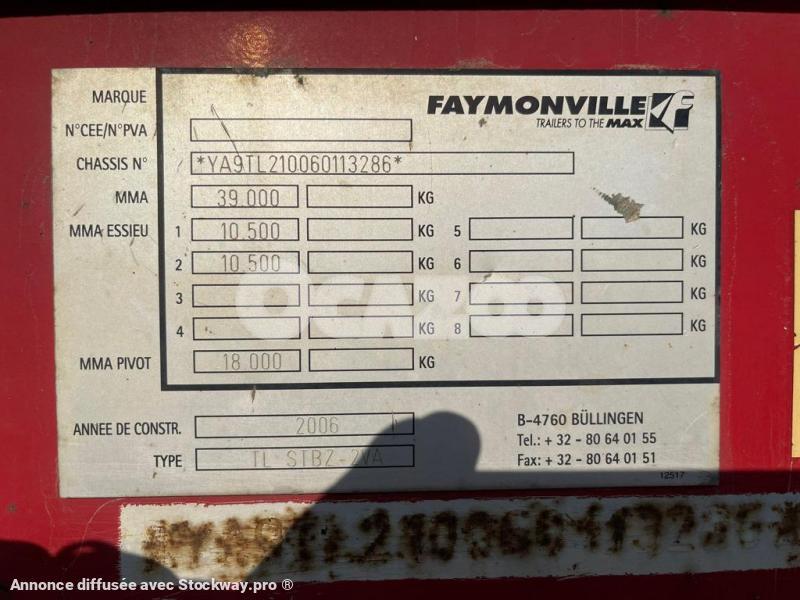 MARQUE
FAYMONVILLE
TRAILERS TO THE MAX
N°CEE/N°PVA
CHASSIS N° *YA9TL210060113286*
MMA 39.000 KG
MMA ESSIEU 1 10.500 KG 5 KG
2 10.500 KG 6 KG
3 KG 7 KG
4 KG 8 KG
MMA PIVOT 18.000 KG
OCAZOO
ANNEE DE CONSTR. 2006
TYPE TL STBZ-2VA
B-4760 BÜLLINGEN
Tel.: + 32 - 80 64 01 55
Fax: + 32 - 80 64 01 51
12517
*YA9TL210060113286*
Annonce diffusée avec Stockway.pro ®